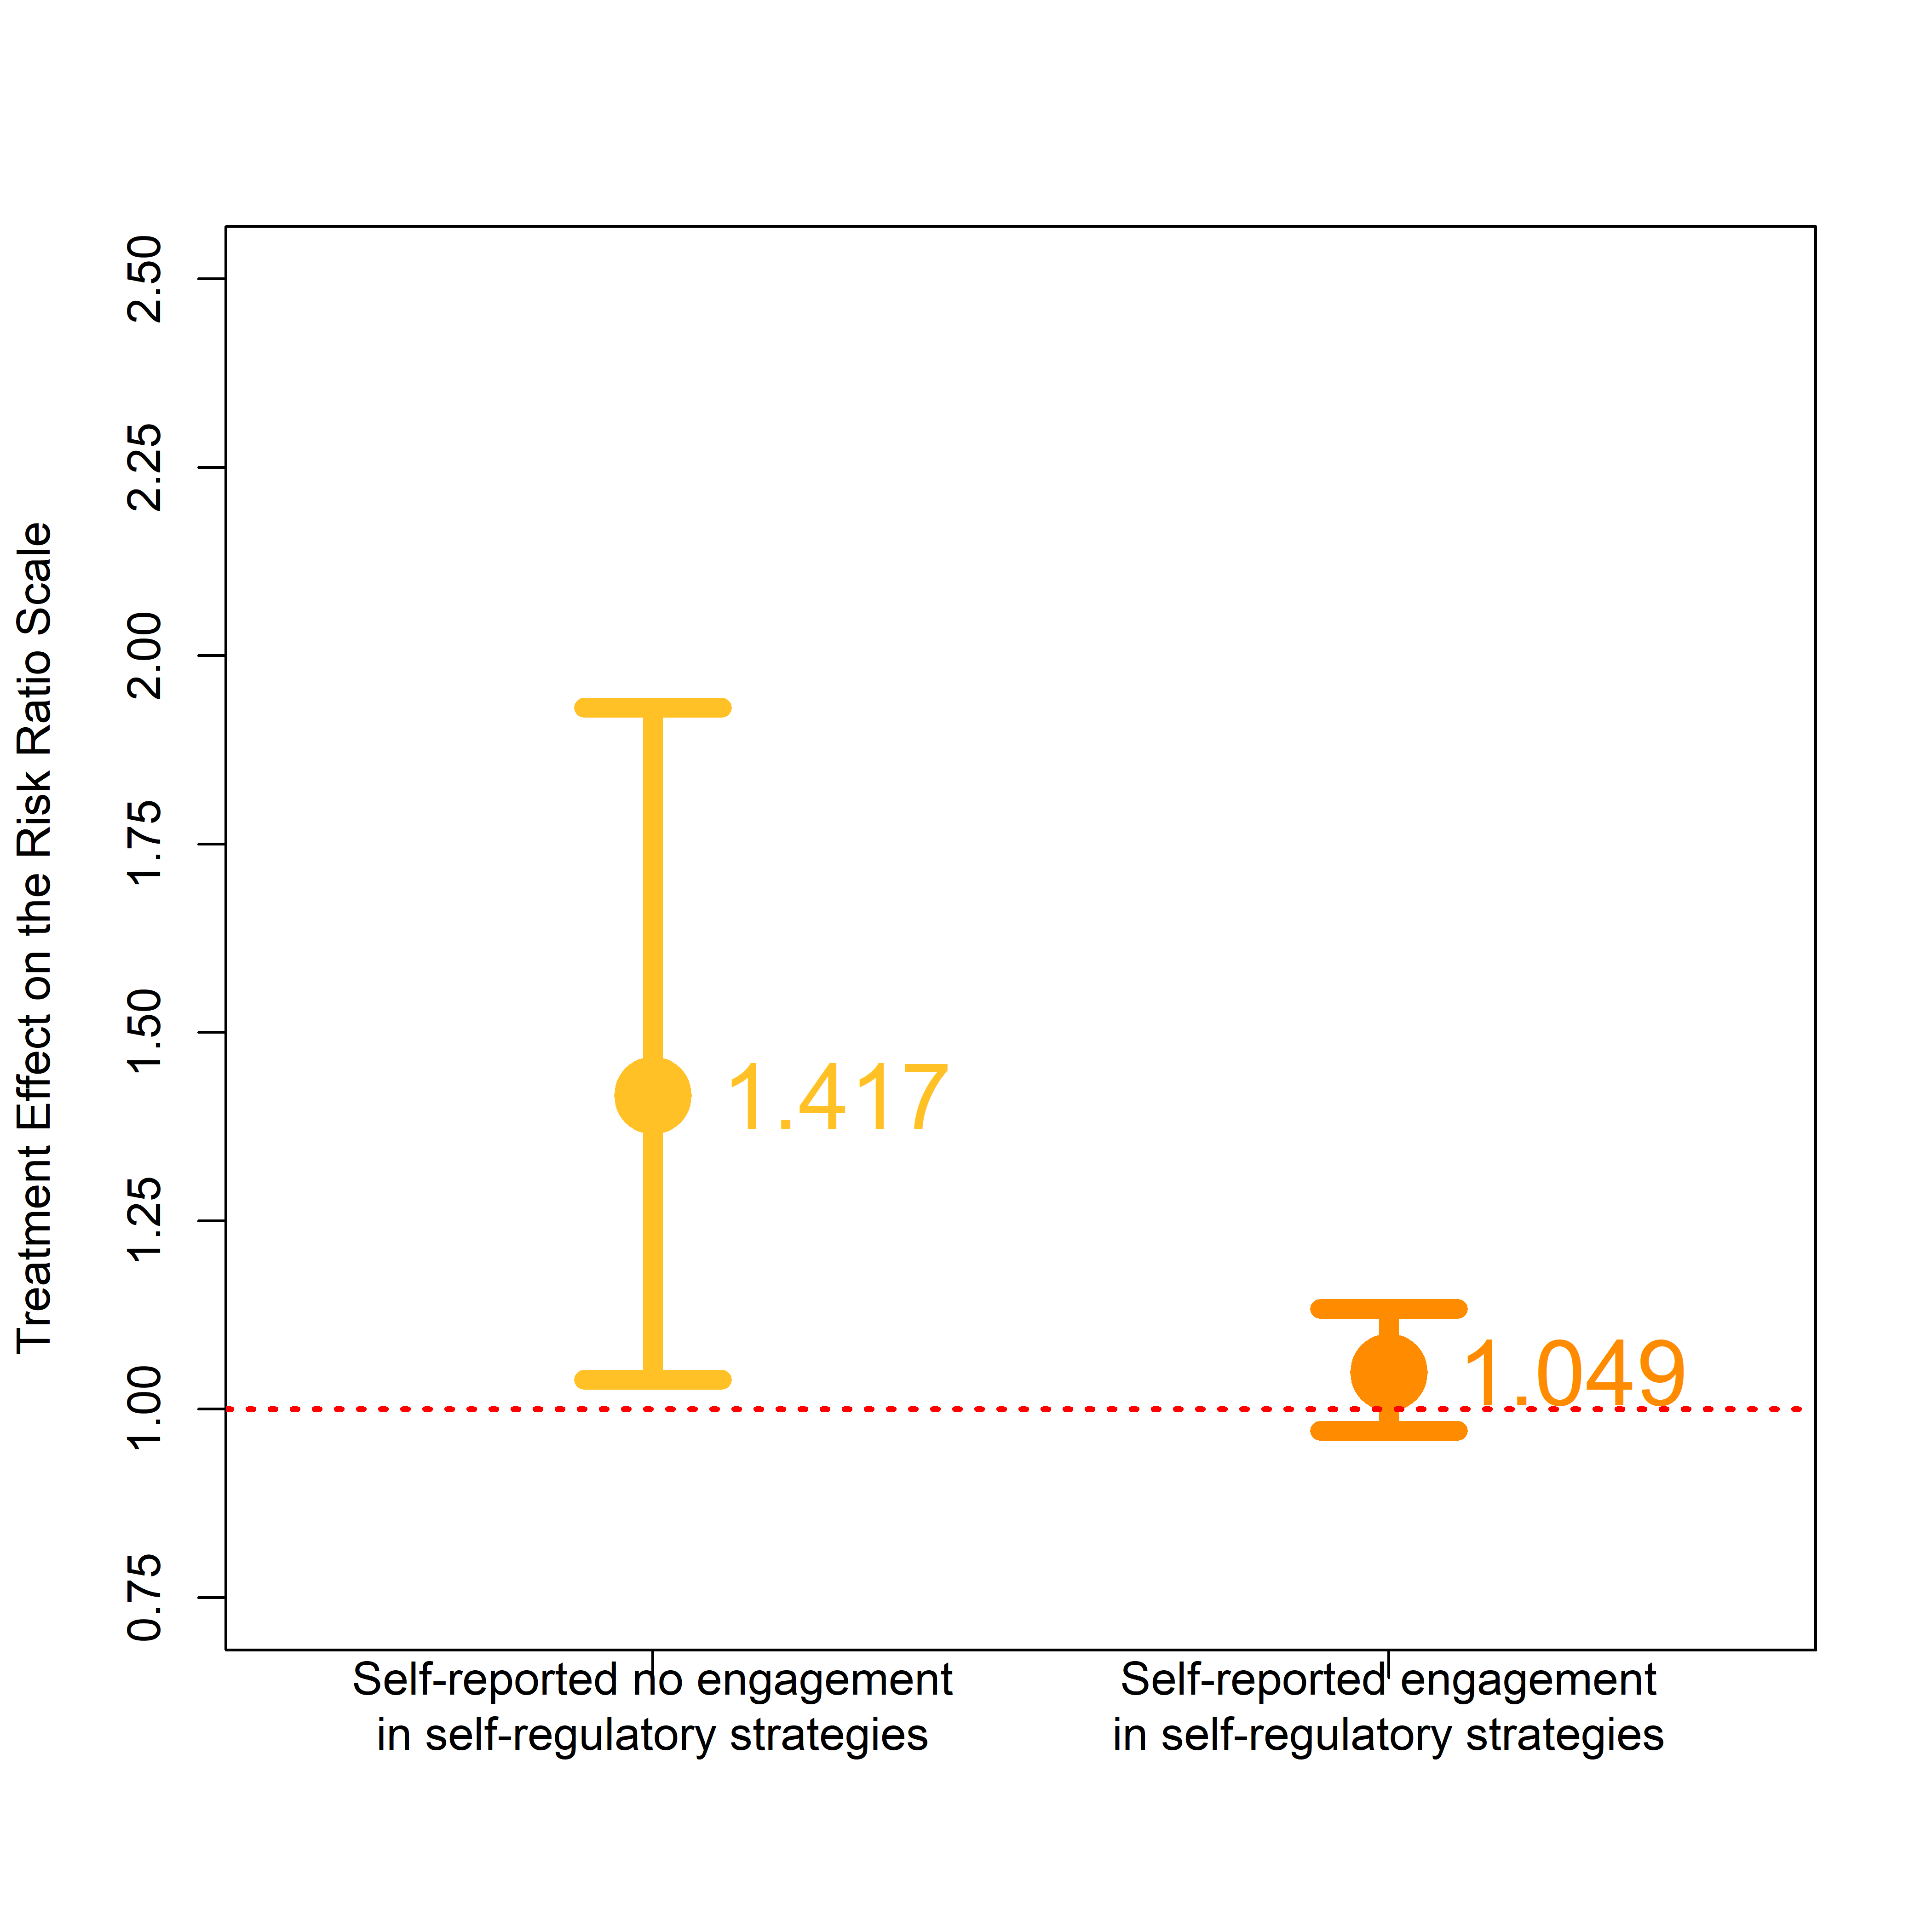 Treatment Effect on the Risk Ratio Scale
2.50
2.25
2.00
1.75
1.50
1.25
1.00
0.75
1.417
1.049
Self-reported no engagement
in self-regulatory strategies
Self-reported engagement
in self-regulatory strategies